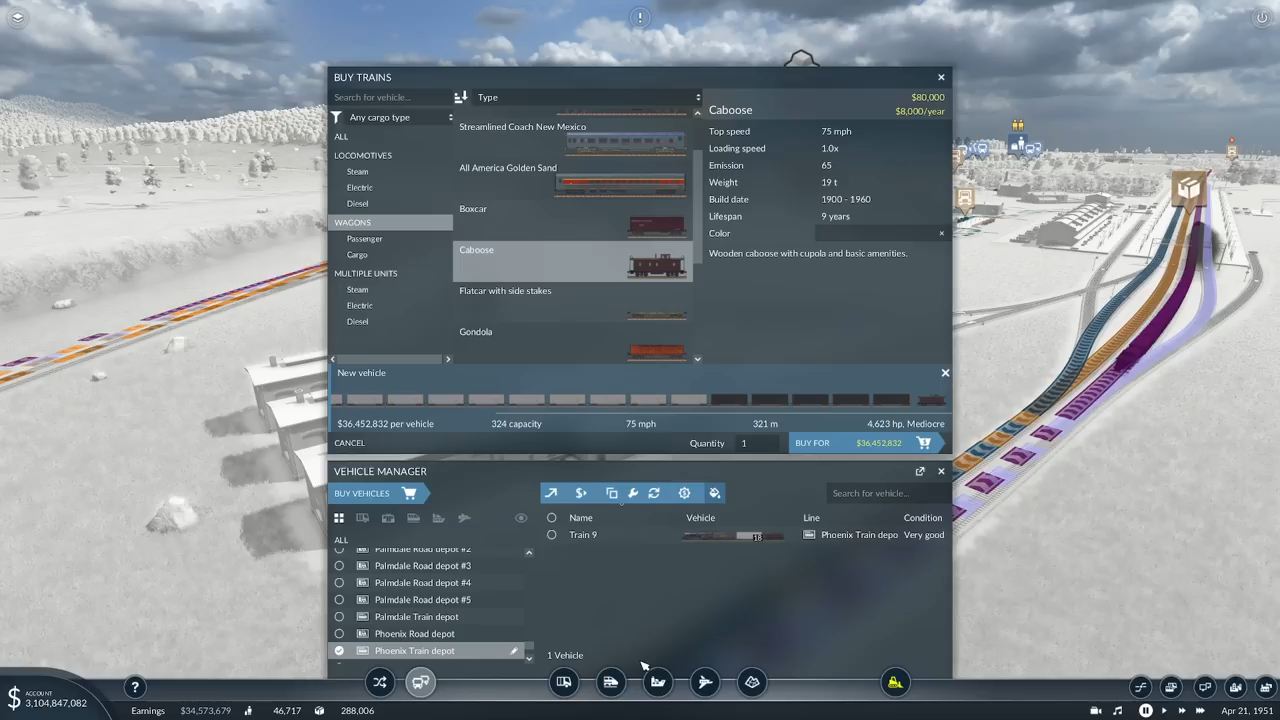 BUY TRAINS
Search for vehicle...
Type
Any cargo type
ALL
LOCOMOTIVES
Steam
Electric
Diesel
WAGONS
Passenger
Cargo
MULTIPLE UNITS
Steam
Electric
Diesel
Streamlined Coach New Mexico
All America Golden Sand
Boxcar
Caboose
Flatcar with side stakes
Gondola
Caboose
$80,000
$8,000/year
Top speed 75 mph
Loading speed 1.0x
Emission 65
Weight 19 t
Build date 1900 - 1960
Lifespan 9 years
Color
Wooden caboose with cupola and basic amenities.
New vehicle
$36,452,832 per vehicle 324 capacity 75 mph 321 m 4,623 hp, Mediocre
CANCEL Quantity 1 BUY FOR $36,452,832
VEHICLE MANAGER
BUY VEHICLES
Search for vehicle...
ALL
Palmdale Road depot #2
Palmdale Road depot #3
Palmdale Road depot #4
Palmdale Road depot #5
Palmdale Train depot
Phoenix Road depot
Phoenix Train depot
Name Vehicle Line Condition
Train 9 18 Phoenix Train depo Very good
1 Vehicle
ACCOUNT
$ 3,104,847,082
?
Earnings $34,573,679 46,717 288,006 Apr 21, 1951